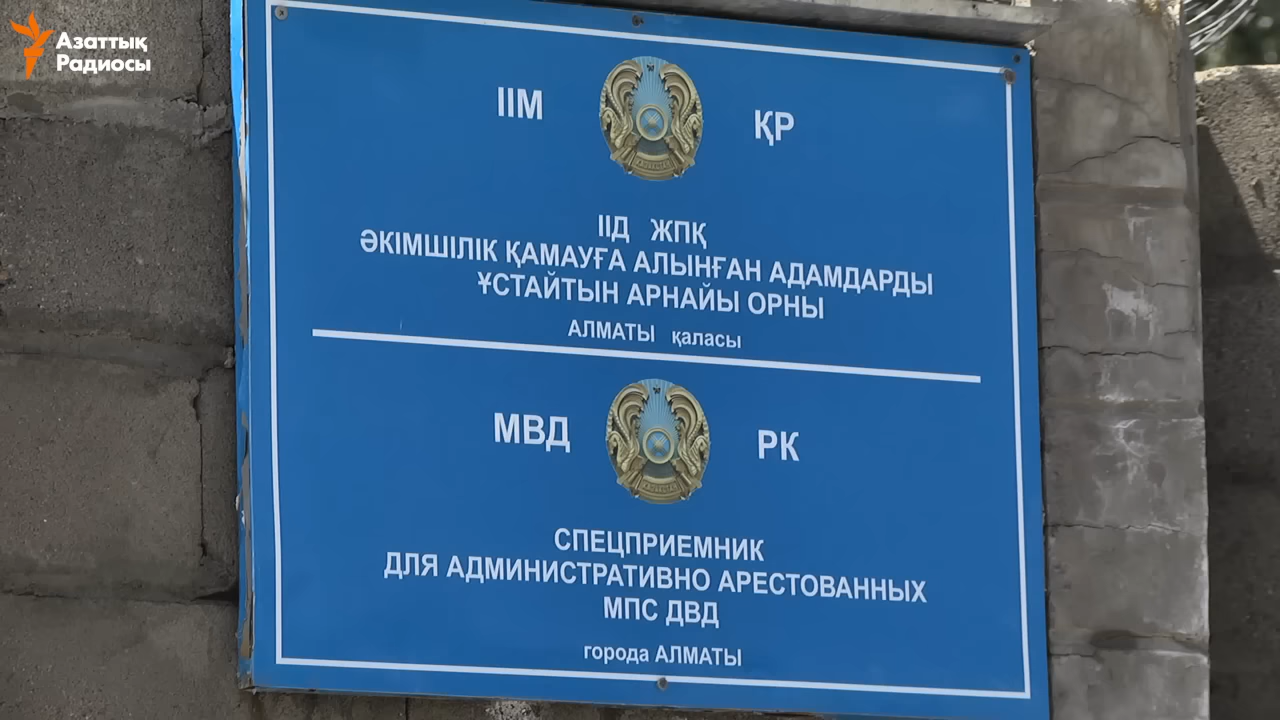 Азаттық
Радиосы
ІІМ ҚР
ІІД ЖПҚ
ӘКІМШІЛІК ҚАМАУҒА АЛЫНҒАН АДАМДАРДЫ
ҰСТАЙТЫН АРНАЙЫ ОРНЫ
АЛМАТЫ қаласы
МВД РК
СПЕЦПРИЕМНИК
ДЛЯ АДМИНИСТРАТИВНО АРЕСТОВАННЫХ
МПС ДВД
города АЛМАТЫ